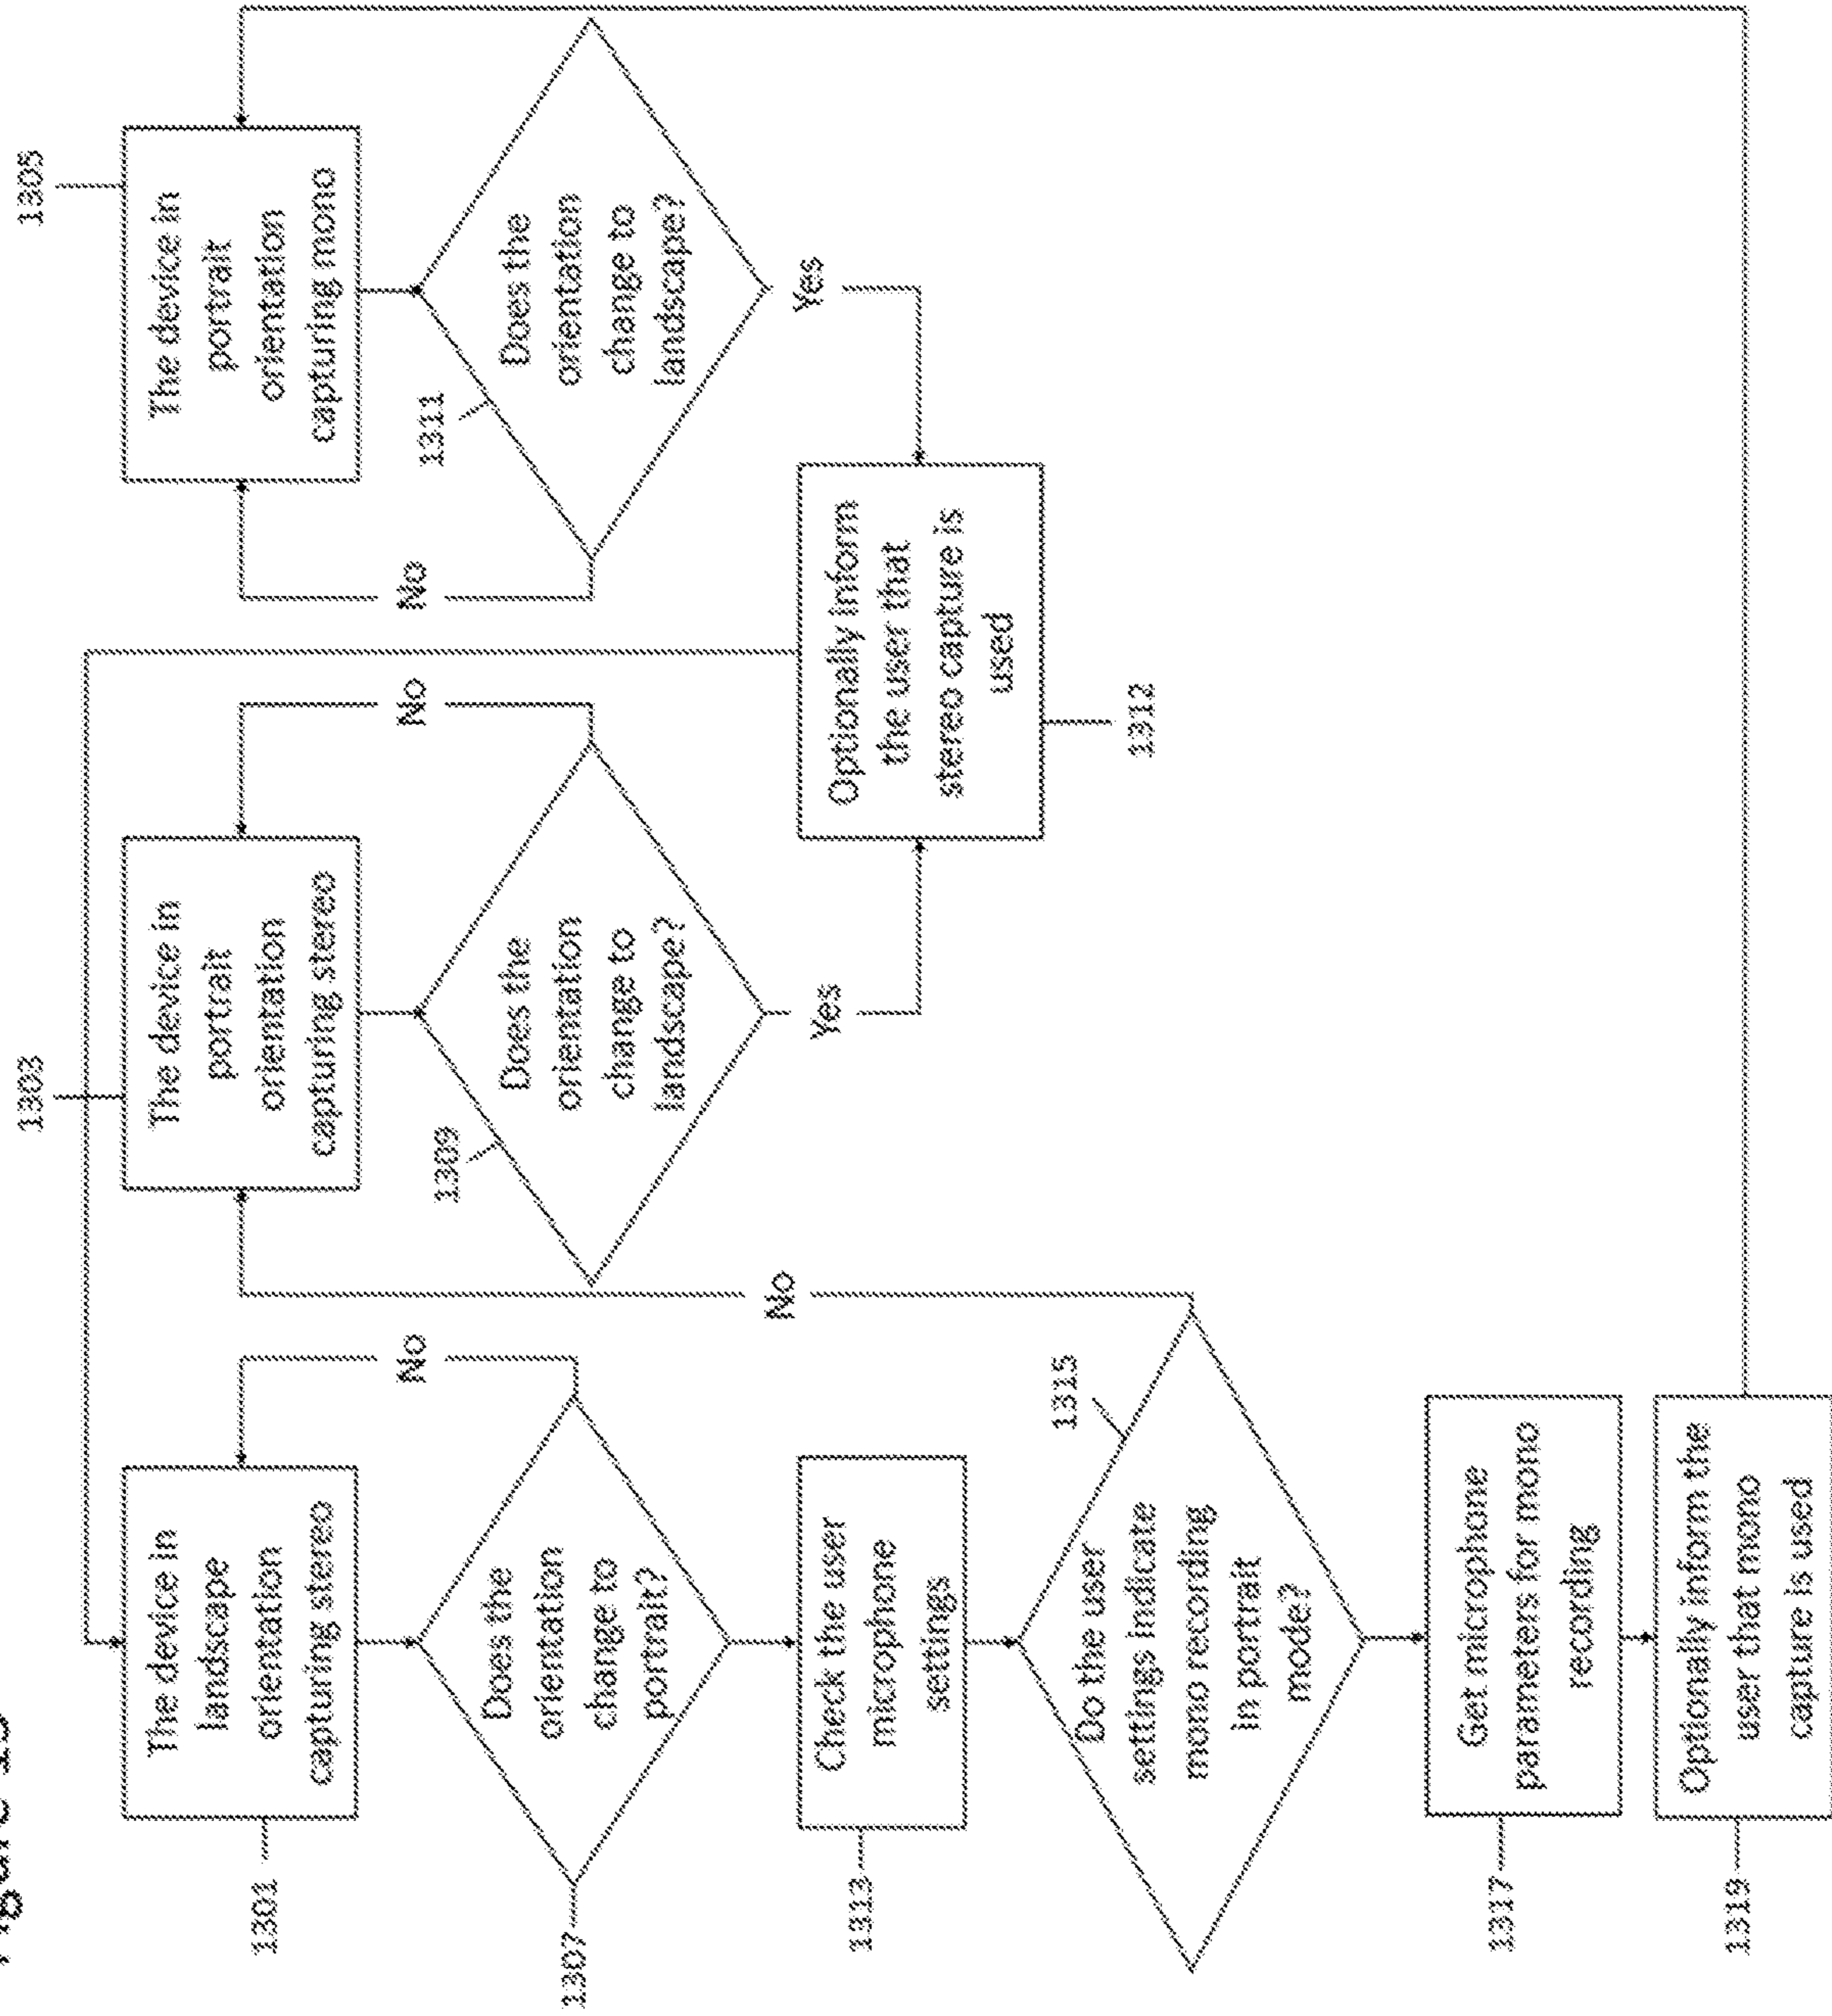 1301
The device in
landscape
orientation
capturing stereo
No
1307
Does the
orientation
change to
portrait?
1313
Check the user
microphone
settings
1315
Do the user
settings indicate
mono recording
in portrait
mode?
No
1317
Get microphone
parameters for mono
recording
1319
Optionally inform the
user that mono
capture is used
1303
The device in
portrait
orientation
capturing stereo
No
1309
Does the
orientation
change to
landscape?
Yes
1305
The device in
portrait
orientation
capturing mono
No
1311
Does the
orientation
change to
landscape?
Yes
Optionally inform
the user that
stereo capture is
used
1312